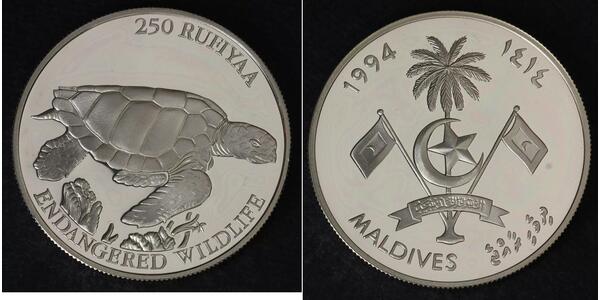 250 RUFIYAA
ENDANGERED WILDLIFE
1994
١٤١٤
MALDIVES